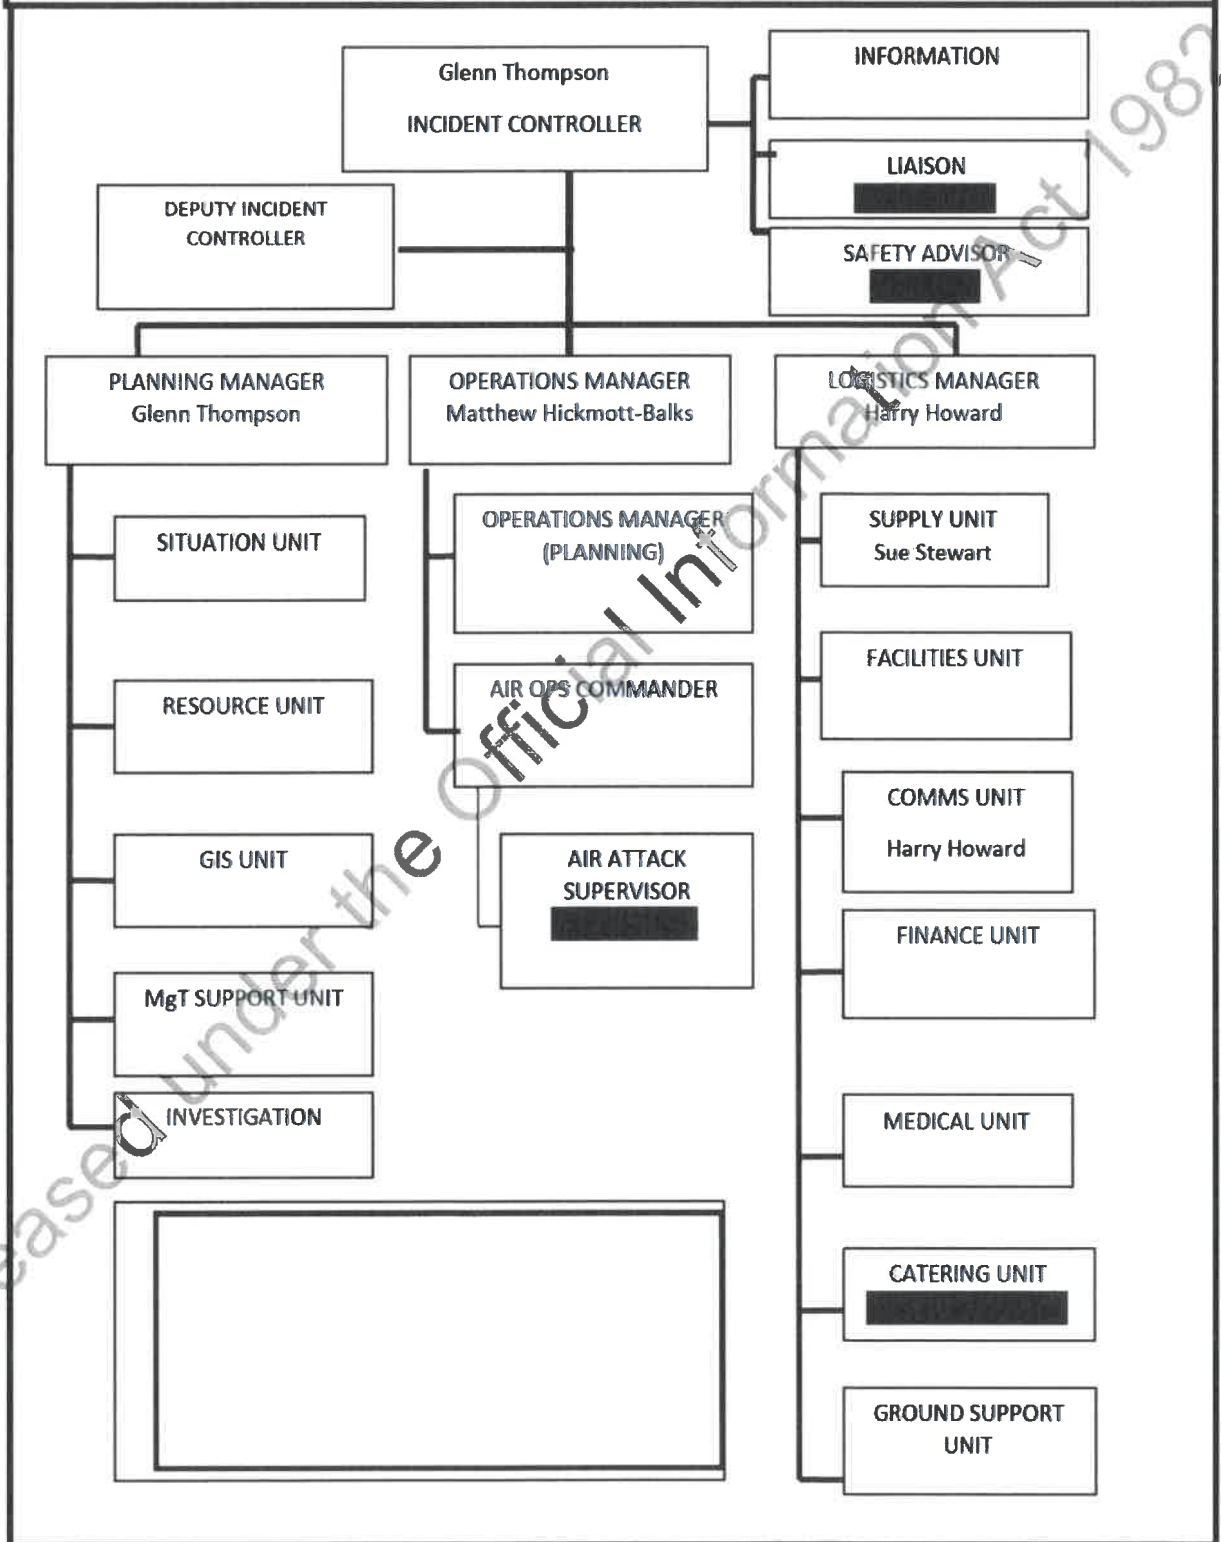 Glenn Thompson
INCIDENT CONTROLLER
INFORMATION
LIAISON
SAFETY ADVISOR
DEPUTY INCIDENT
CONTROLLER
PLANNING MANAGER
Glenn Thompson
OPERATIONS MANAGER
Matthew Hickmott-Balks
LOGISTICS MANAGER
Harry Howard
SITUATION UNIT
RESOURCE UNIT
GIS UNIT
MgT SUPPORT UNIT
INVESTIGATION
OPERATIONS MANAGER
(PLANNING)
AIR OPS COMMANDER
AIR ATTACK
SUPERVISOR
SUPPLY UNIT
Sue Stewart
FACILITIES UNIT
COMMS UNIT
Harry Howard
FINANCE UNIT
MEDICAL UNIT
CATERING UNIT
GROUND SUPPORT
UNIT
eased under the Official Information Act 1982